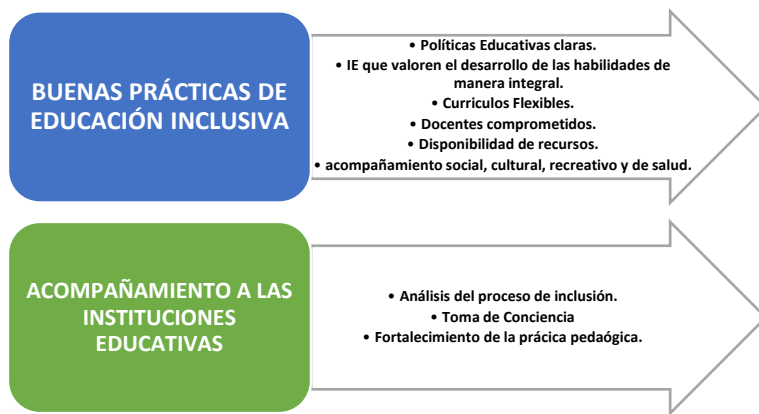 BUENAS PRÁCTICAS DE
EDUCACIÓN INCLUSIVA
• Políticas Educativas claras.
• IE que valoren el desarrollo de las habilidades de
manera integral.
• Curriculos Flexibles.
• Docentes comprometidos.
• Disponibilidad de recursos.
• acompañamiento social, cultural, recreativo y de salud.
ACOMPAÑAMIENTO A LAS
INSTITUCIONES
EDUCATIVAS
• Análisis del proceso de inclusión.
• Toma de Conciencia
• Fortalecimiento de la prácica pedaógica.